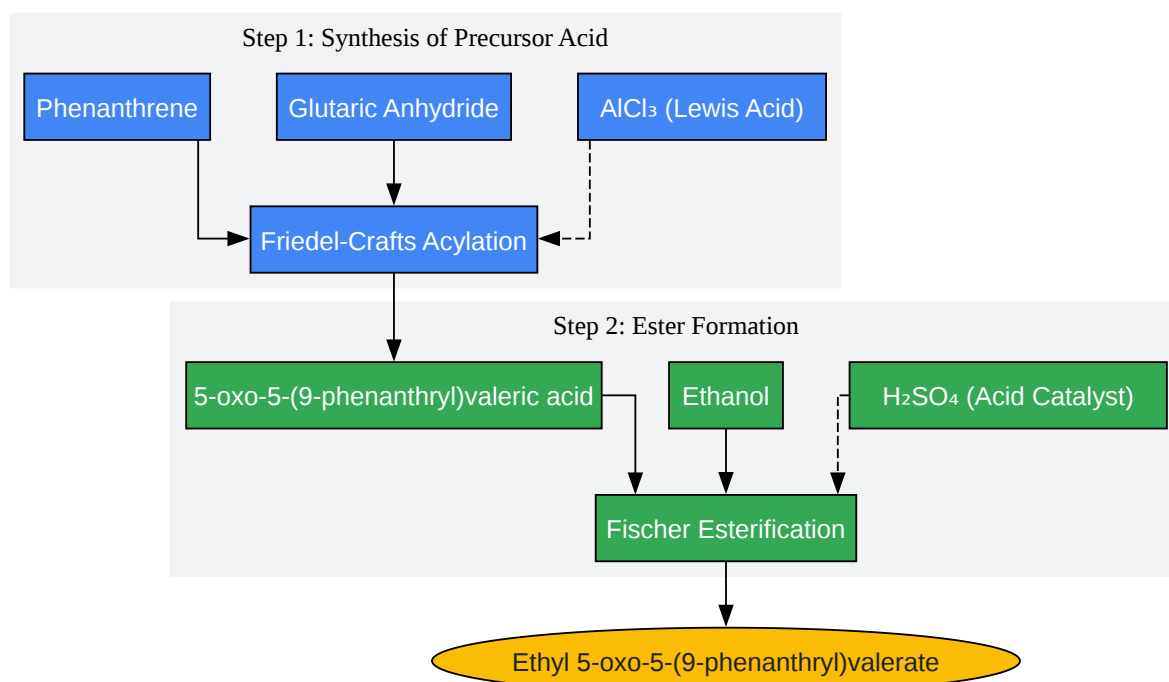 Step 1: Synthesis of Precursor Acid
Phenanthrene
Glutaric Anhydride
AlCl₃ (Lewis Acid)
Friedel-Crafts Acylation
Step 2: Ester Formation
5-oxo-5-(9-phenanthryl)valeric acid
Ethanol
H₂SO₄ (Acid Catalyst)
Fischer Esterification
Ethyl 5-oxo-5-(9-phenanthryl)valerate